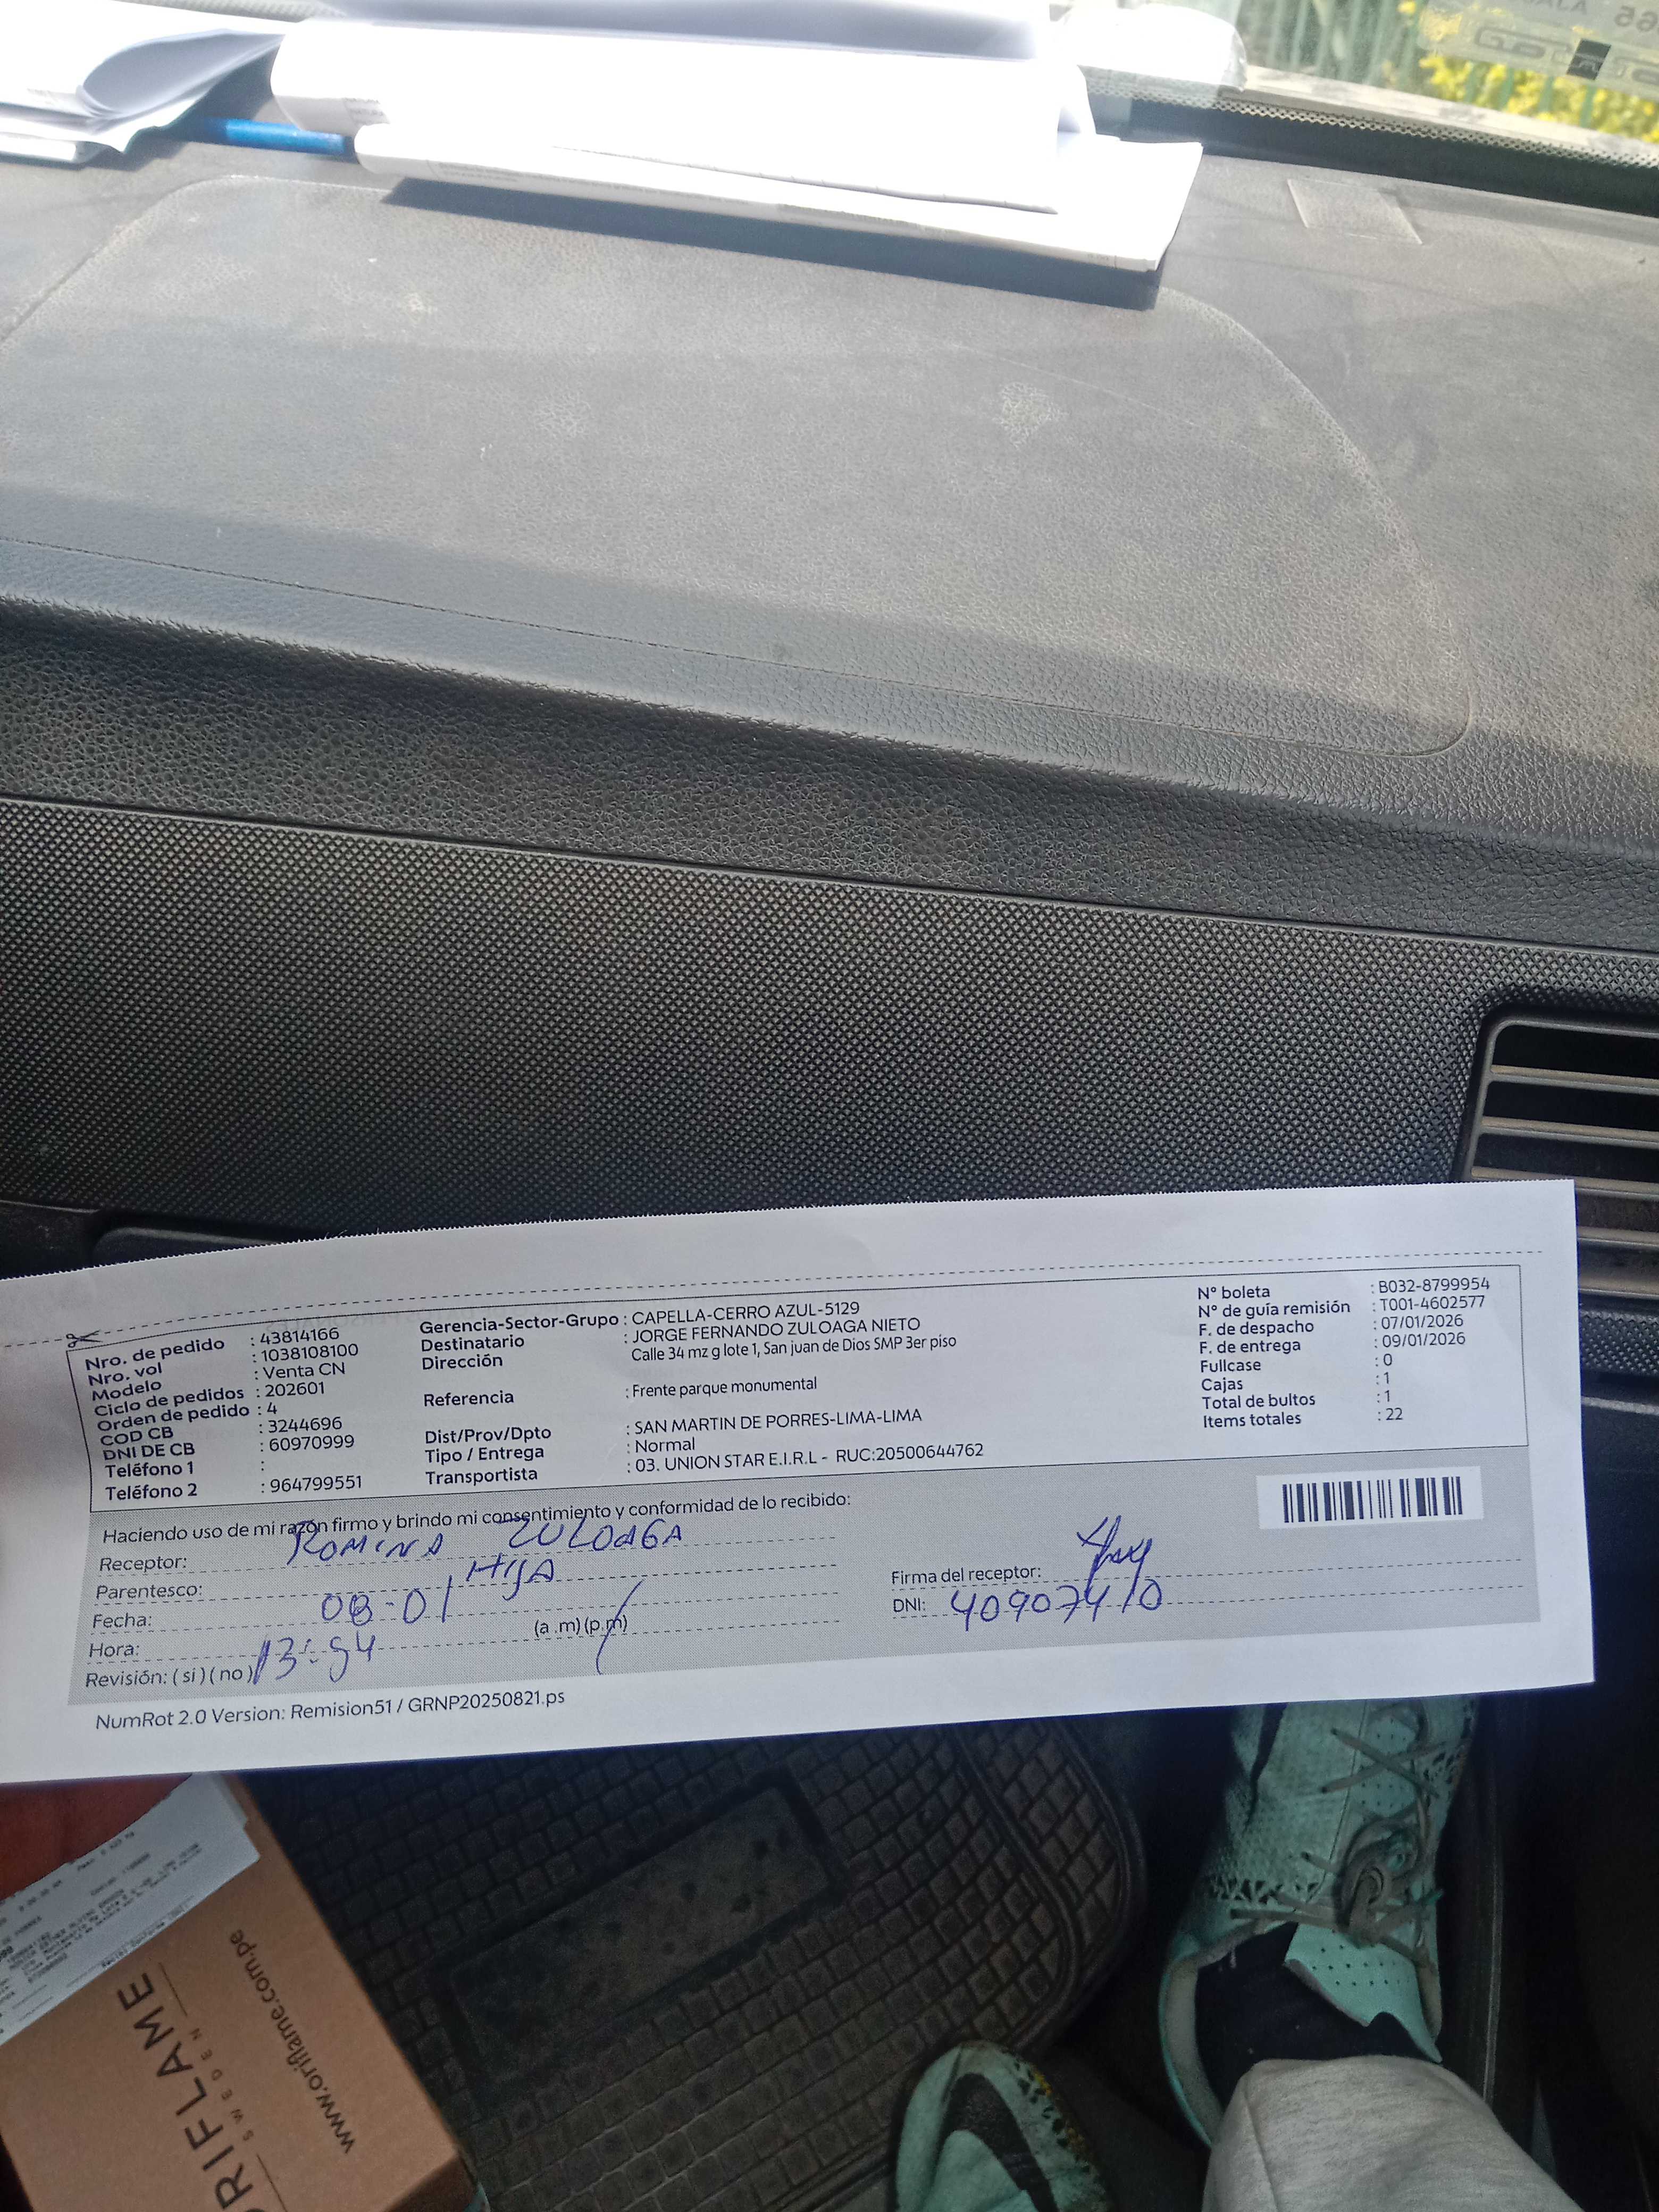 Nro. de pedido : 43814166
Nro. vol : 1038108100
Modelo : Venta CN
Ciclo de pedidos : 202601
Orden de pedido : 4
COD CB : 3244696
DNI DE CB : 60970999
Teléfono 1 :
Teléfono 2 : 964799551
Gerencia-Sector-Grupo : CAPELLA-CERRO AZUL-5129
Destinatario : JORGE FERNANDO ZULOAGA NIETO
Dirección Calle 34 mz g lote 1, San juan de Dios SMP 3er piso
Referencia : Frente parque monumental
Dist/Prov/Dpto : SAN MARTIN DE PORRES-LIMA-LIMA
Tipo / Entrega : Normal
Transportista : 03. UNION STAR E.I.R.L - RUC:20500644762
N° boleta : B032-8799954
N° de guía remisión : T001-4602577
F. de despacho : 07/01/2026
F. de entrega : 09/01/2026
Fullcase : 0
Cajas : 1
Total de bultos : 1
Items totales : 22
Haciendo uso de mi razón firmo y brindo mi consentimiento y conformidad de lo recibido:
Receptor: ROMINA ZULOAGA
Parentesco: HIJA
Fecha: 08-01
Hora: 13:54 (a .m) (p.m)
Revisión: ( si ) ( no )
Firma del receptor:
DNI: 40907410
NumRot 2.0 Version: Remision51 / GRNP20250821.ps
ORIFLAME
SWEDEN
www.oriflame.com.pe